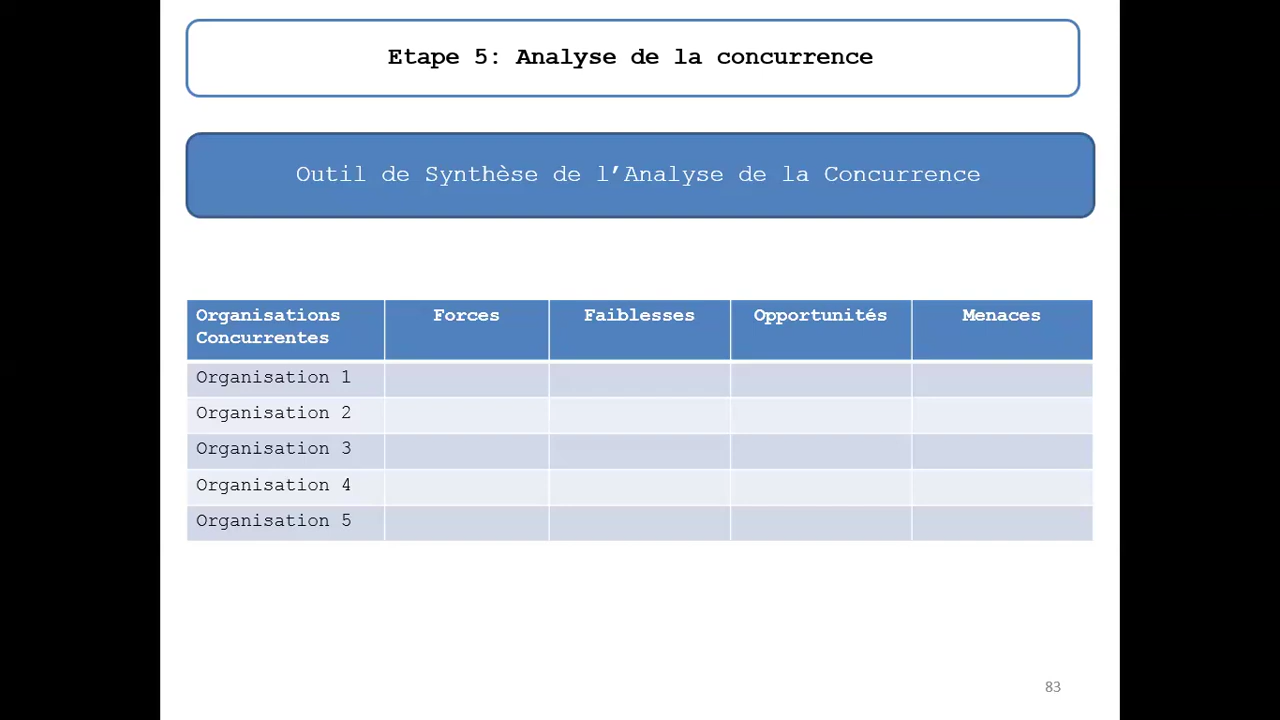 Etape 5: Analyse de la concurrence
Outil de Synthèse de l’Analyse de la Concurrence
Organisations Concurrentes Forces Faiblesses Opportunités Menaces
Organisation 1
Organisation 2
Organisation 3
Organisation 4
Organisation 5
83